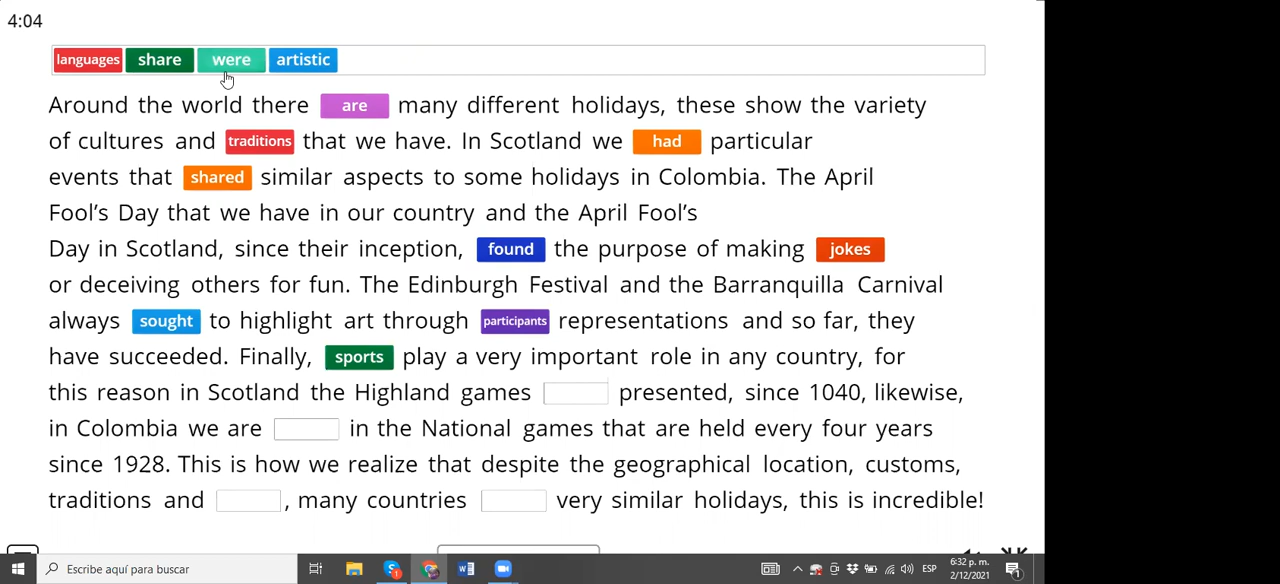 4:04
languages share were artistic
Around the world there are many different holidays, these show the variety
of cultures and traditions that we have. In Scotland we had particular
events that shared similar aspects to some holidays in Colombia. The April
Fool's Day that we have in our country and the April Fool's
Day in Scotland, since their inception, found the purpose of making jokes
or deceiving others for fun. The Edinburgh Festival and the Barranquilla Carnival
always sought to highlight art through participants representations and so far, they
have succeeded. Finally, sports play a very important role in any country, for
this reason in Scotland the Highland games presented, since 1040, likewise,
in Colombia we are in the National games that are held every four years
since 1928. This is how we realize that despite the geographical location, customs,
traditions and , many countries very similar holidays, this is incredible!
Escribe aquí para buscar
ESP
6:32 p. m.
2/12/2021
1